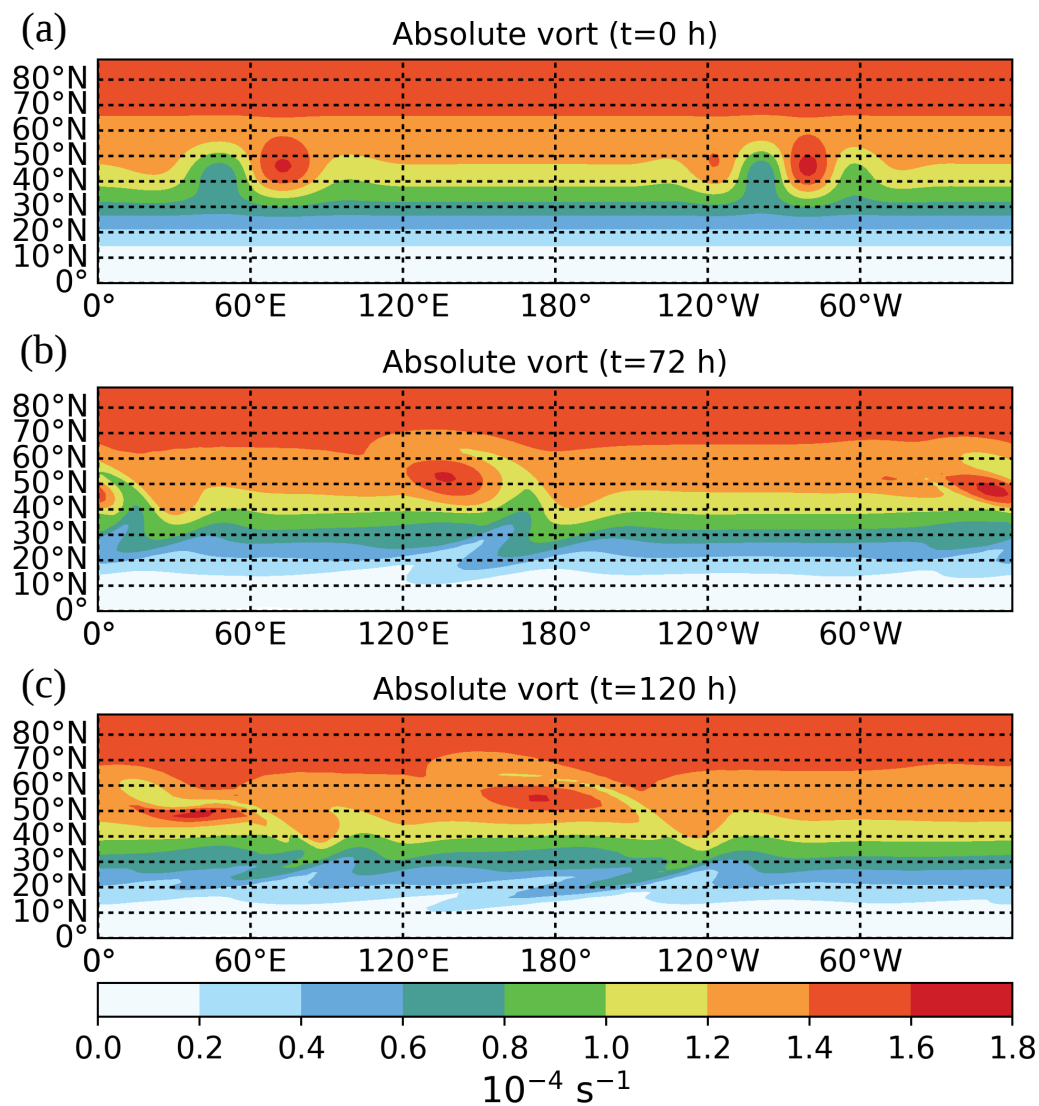 (a)
Absolute vort (t=0 h)
80°N
70°N
60°N
50°N
40°N
30°N
20°N
10°N
0°
0° 60°E 120°E 180° 120°W 60°W
(b)
Absolute vort (t=72 h)
80°N
70°N
60°N
50°N
40°N
30°N
20°N
10°N
0°
0° 60°E 120°E 180° 120°W 60°W
(c)
Absolute vort (t=120 h)
80°N
70°N
60°N
50°N
40°N
30°N
20°N
10°N
0°
0° 60°E 120°E 180° 120°W 60°W
0.0 0.2 0.4 0.6 0.8 1.0 1.2 1.4 1.6 1.8
10⁻⁴ s⁻¹